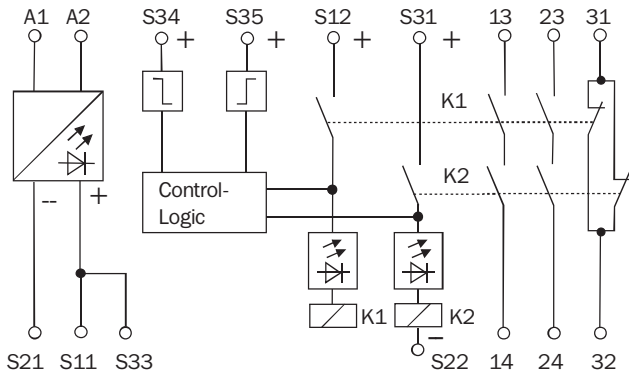 A1 A2 S34 S35 S12 S31 13 23 31
+ + + +
K1
K2
Control-
Logic
-- +
K1 K2
–
S21 S11 S33 S22 14 24 32